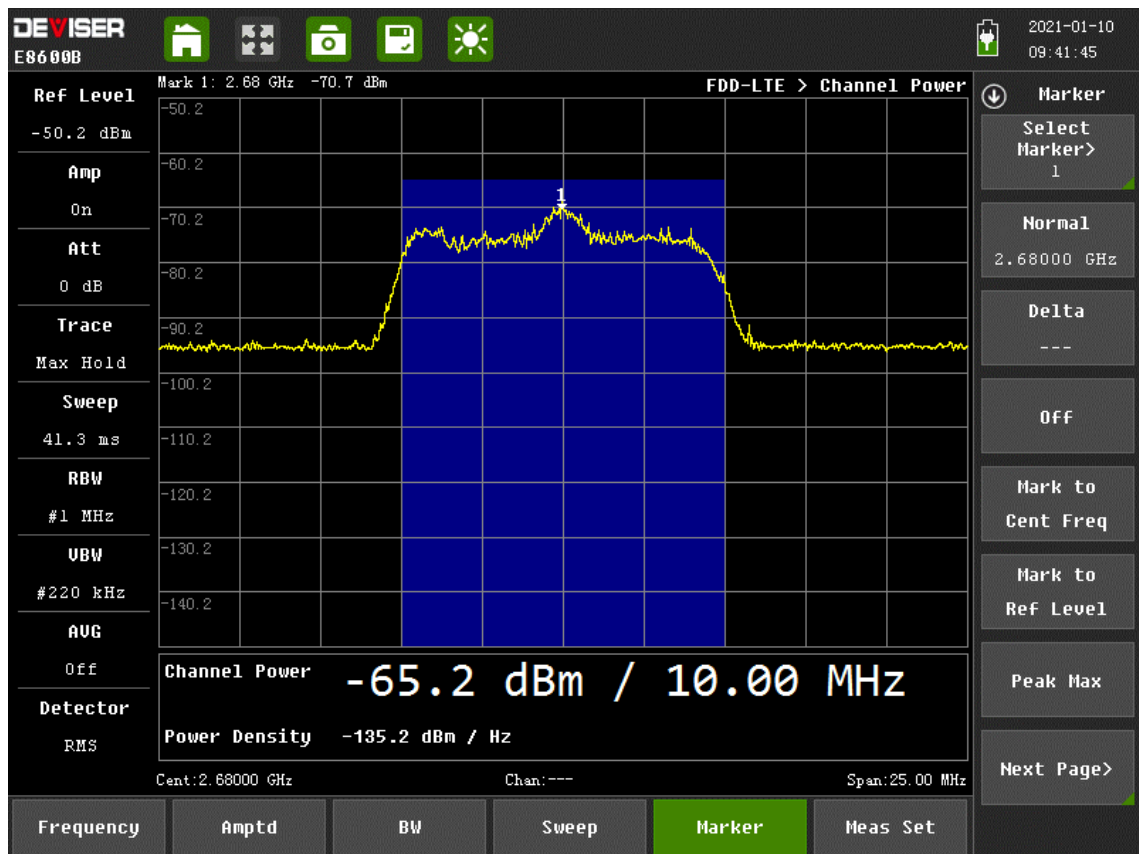 DEVISER
E8600B
2021-01-10
09:41:45
Ref Level
-50.2 dBm
Amp
On
Att
0 dB
Trace
Max Hold
Sweep
41.3 ms
RBW
#1 MHz
VBW
#220 kHz
AVG
Off
Detector
RMS
Mark 1: 2.68 GHz -70.7 dBm
FDD-LTE > Channel Power
-50.2
-60.2
1
-70.2
-80.2
-90.2
-100.2
-110.2
-120.2
-130.2
-140.2
Channel Power -65.2 dBm / 10.00 MHz
Power Density -135.2 dBm / Hz
Cent:2.68000 GHz Chan:--- Span:25.00 MHz
Marker
Select
Marker>
1
Normal
2.68000 GHz
Delta
---
Off
Mark to
Cent Freq
Mark to
Ref Level
Peak Max
Next Page>
Frequency Amptd BW Sweep Marker Meas Set